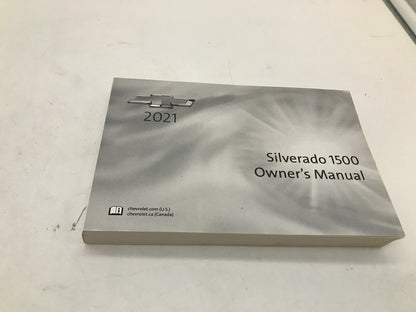 2021
Silverado 1500
Owner's Manual
chevrolet.com (U.S.)
chevrolet.ca (Canada)